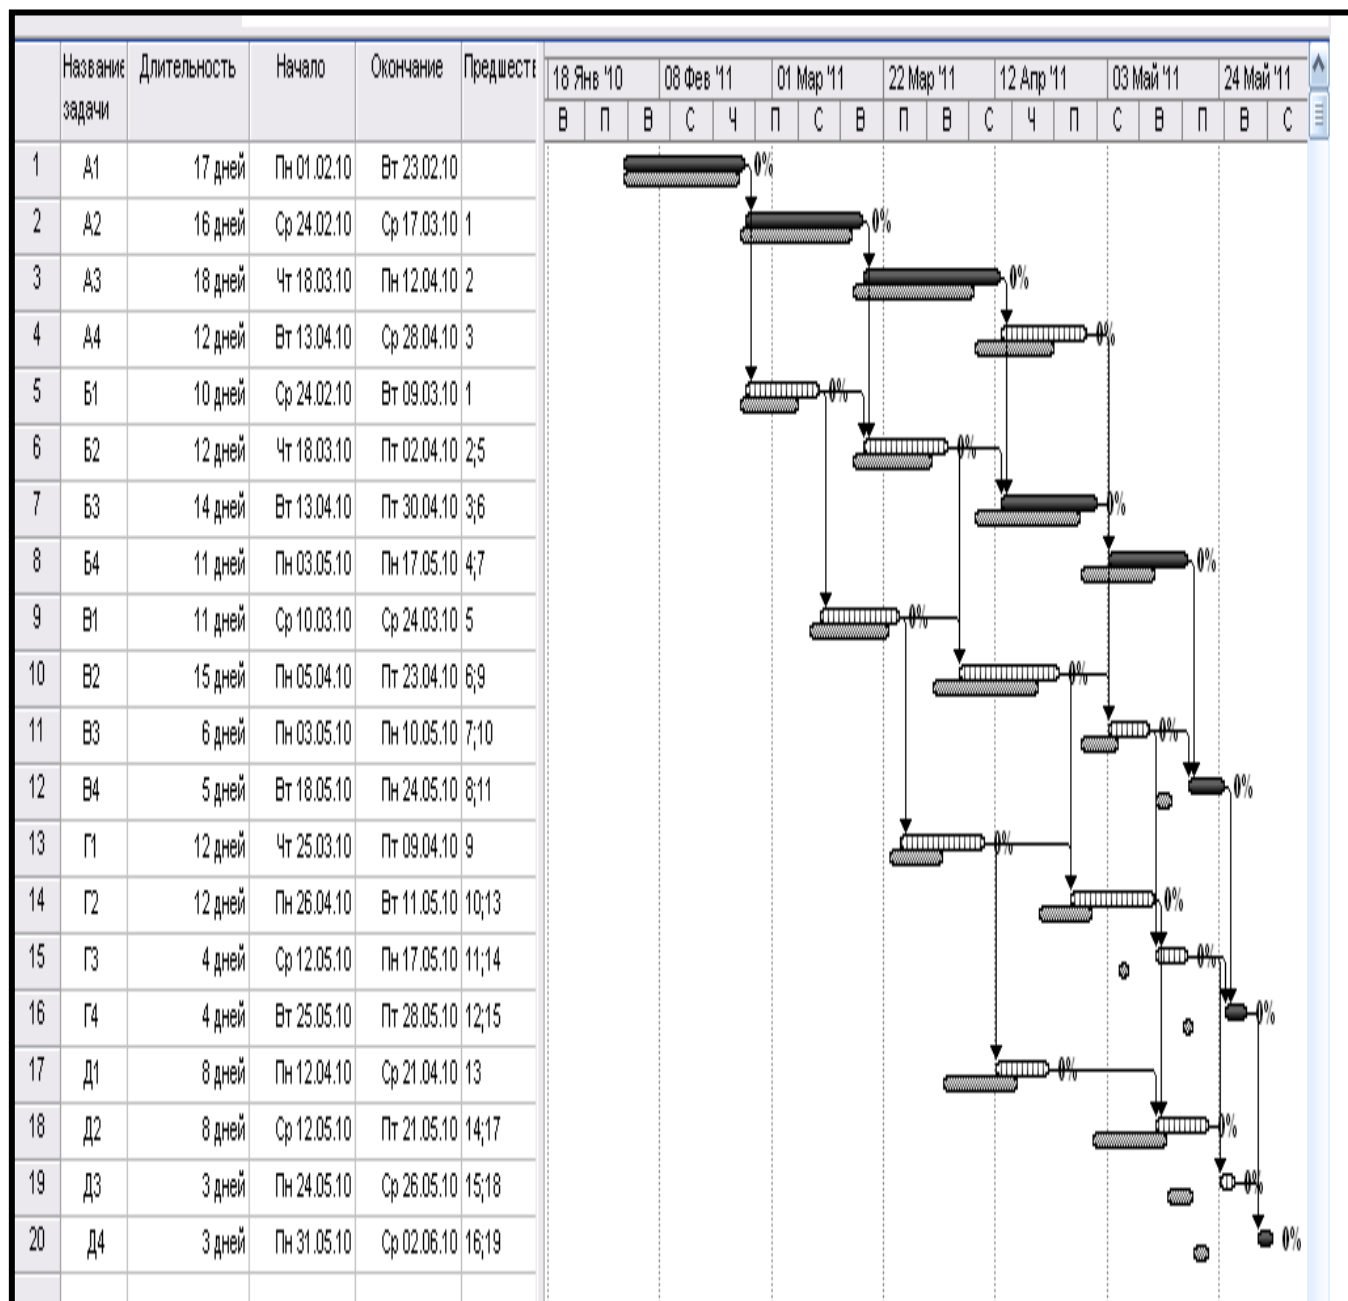 Название Длительность Начало Окончание Предшеств
задачи
18 Янв '10 08 Фев '11 01 Мар '11 22 Мар '11 12 Апр '11 03 Май '11 24 Май '11
В П В С Ч П С В П В С Ч П С В П В С
1 А1 17 дней Пн 01.02.10 Вт 23.02.10 0%
2 А2 16 дней Ср 24.02.10 Ср 17.03.10 1 0%
3 А3 18 дней Чт 18.03.10 Пн 12.04.10 2 0%
4 А4 12 дней Вт 13.04.10 Ср 28.04.10 3 0%
5 Б1 10 дней Ср 24.02.10 Вт 09.03.10 1 0%
6 Б2 12 дней Чт 18.03.10 Пт 02.04.10 2;5 0%
7 Б3 14 дней Вт 13.04.10 Пт 30.04.10 3;6 0%
8 Б4 11 дней Пн 03.05.10 Пн 17.05.10 4;7 0%
9 В1 11 дней Ср 10.03.10 Ср 24.03.10 5 0%
10 В2 15 дней Пн 05.04.10 Пт 23.04.10 6;9 0%
11 В3 6 дней Пн 03.05.10 Пн 10.05.10 7;10 0%
12 В4 5 дней Вт 18.05.10 Пн 24.05.10 8;11 0%
13 Г1 12 дней Чт 25.03.10 Пт 09.04.10 9 0%
14 Г2 12 дней Пн 26.04.10 Вт 11.05.10 10;13 0%
15 Г3 4 дней Ср 12.05.10 Пн 17.05.10 11;14 0%
16 Г4 4 дней Вт 25.05.10 Пт 28.05.10 12;15 0%
17 Д1 8 дней Пн 12.04.10 Ср 21.04.10 13 0%
18 Д2 8 дней Ср 12.05.10 Пт 21.05.10 14;17 0%
19 Д3 3 дней Пн 24.05.10 Ср 26.05.10 15;18 0%
20 Д4 3 дней Пн 31.05.10 Ср 02.06.10 16;19 0%